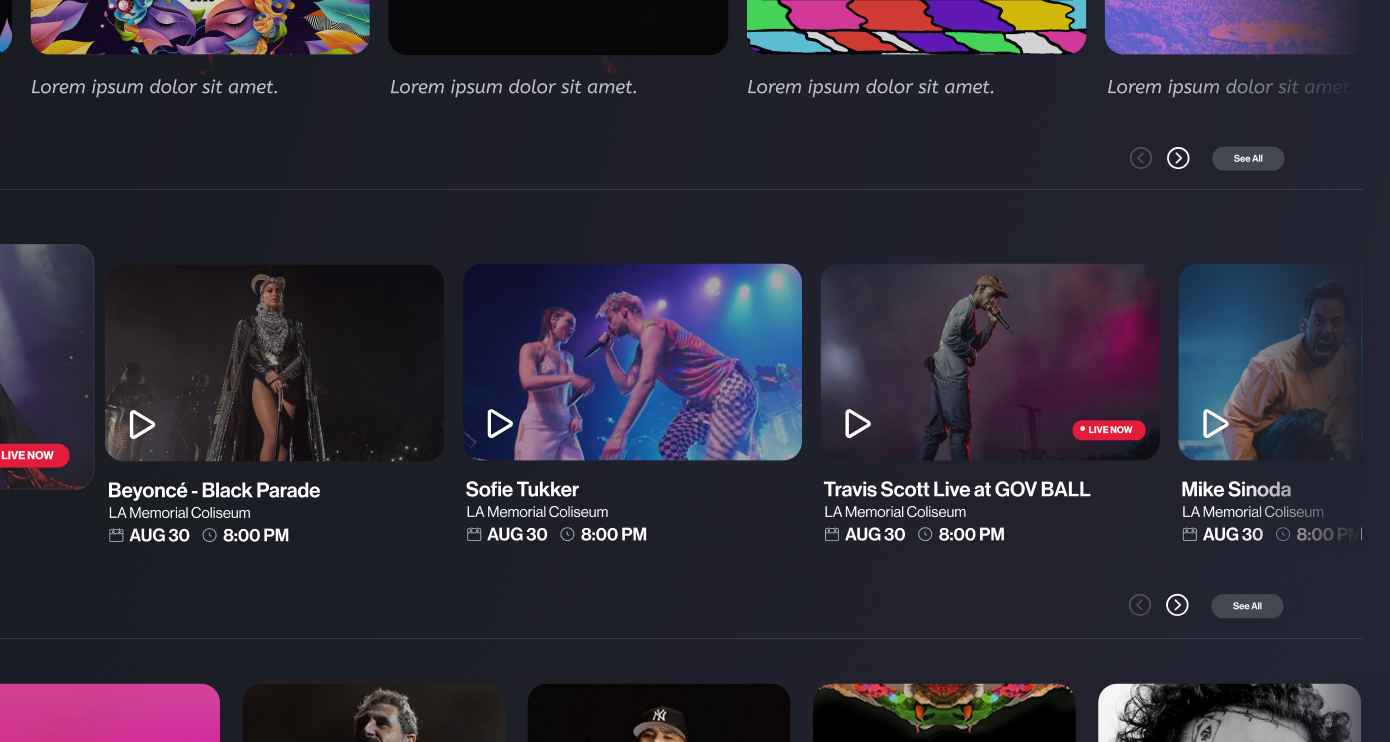 Lorem ipsum dolor sit amet.
Lorem ipsum dolor sit amet.
Lorem ipsum dolor sit amet.
Lorem ipsum dolor sit amet.
See All
LIVE NOW
LIVE NOW
Beyoncé - Black Parade
LA Memorial Coliseum
AUG 30 8:00 PM
Sofie Tukker
LA Memorial Coliseum
AUG 30 8:00 PM
Travis Scott Live at GOV BALL
LA Memorial Coliseum
AUG 30 8:00 PM
Mike Sinoda
LA Memorial Coliseum
AUG 30 8:00 PM
See All
NY